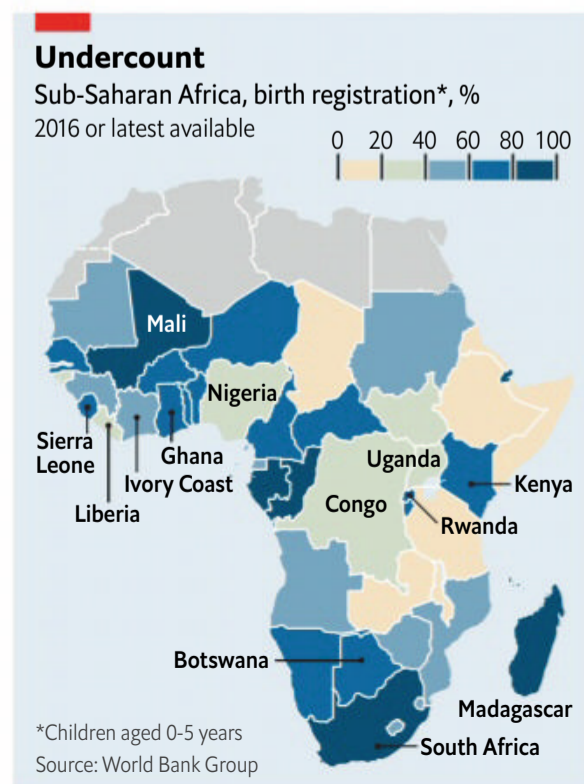 Undercount
Sub-Saharan Africa, birth registration*, %
2016 or latest available
0 20 40 60 80 100
Mali
Nigeria
Sierra
Leone
Ghana
Ivory Coast
Liberia
Uganda
Congo
Kenya
Rwanda
Botswana
Madagascar
South Africa
*Children aged 0-5 years
Source: World Bank Group